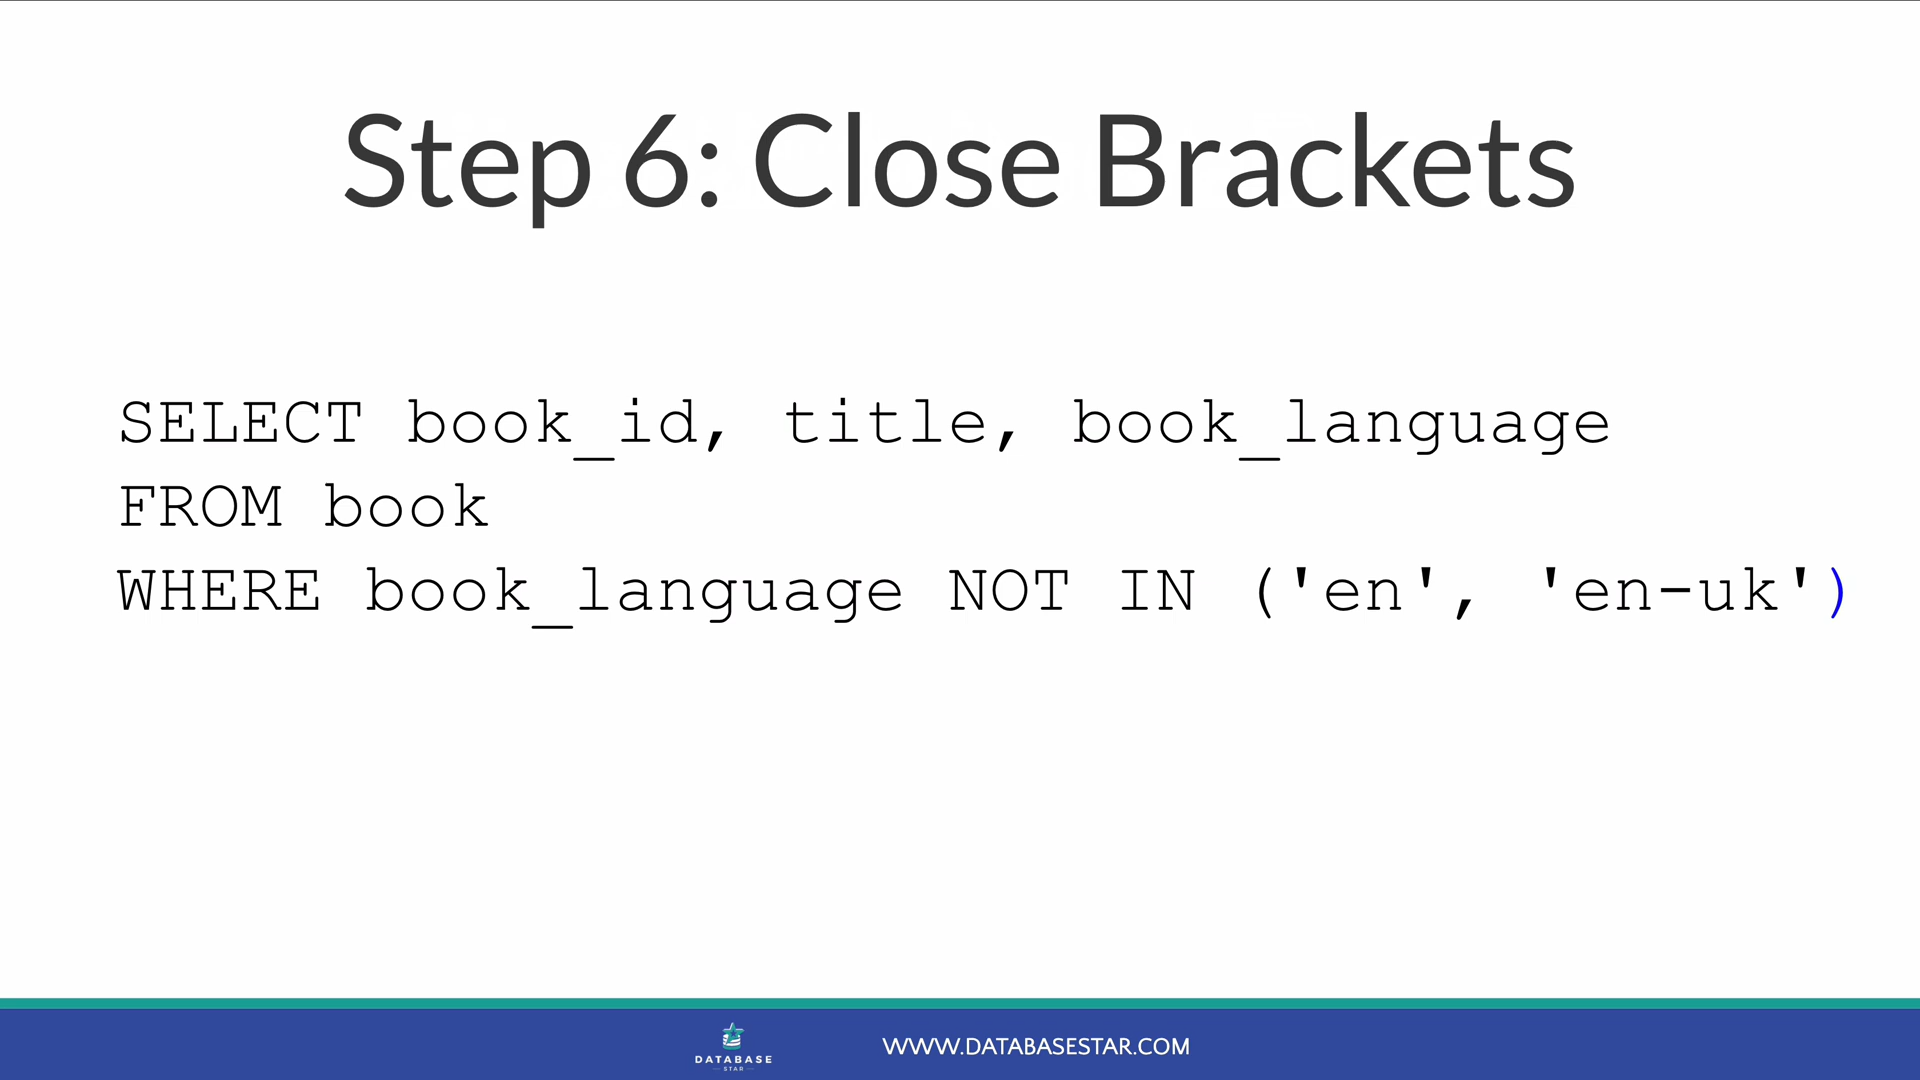 Step 6: Close Brackets
SELECT book_id, title, book_language
FROM book
WHERE book_language NOT IN ('en', 'en-uk')
DATABASE
STAR
WWW.DATABASESTAR.COM